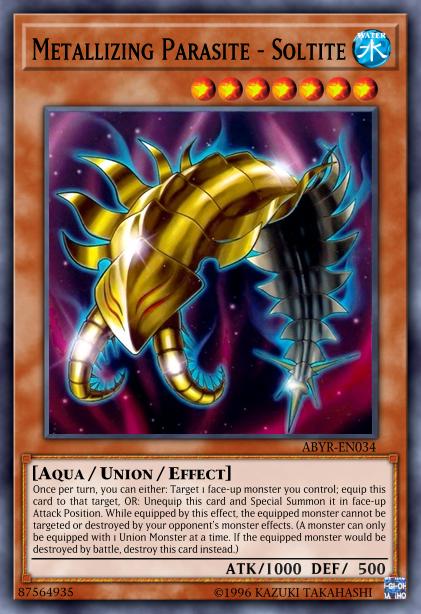 METALLIZING PARASITE - SOLTITE
WATER
水
ABYR-EN034
[AQUA / UNION / EFFECT]
Once per turn, you can either: Target 1 face-up monster you control; equip this
card to that target, OR: Unequip this card and Special Summon it in face-up
Attack Position. While equipped by this effect, the equipped monster cannot be
targeted or destroyed by your opponent's monster effects. (A monster can only
be equipped with 1 Union Monster at a time. If the equipped monster would be
destroyed by battle, destroy this card instead.)
ATK/1000 DEF/ 500
87564935
©1996 KAZUKI TAKAHASHI